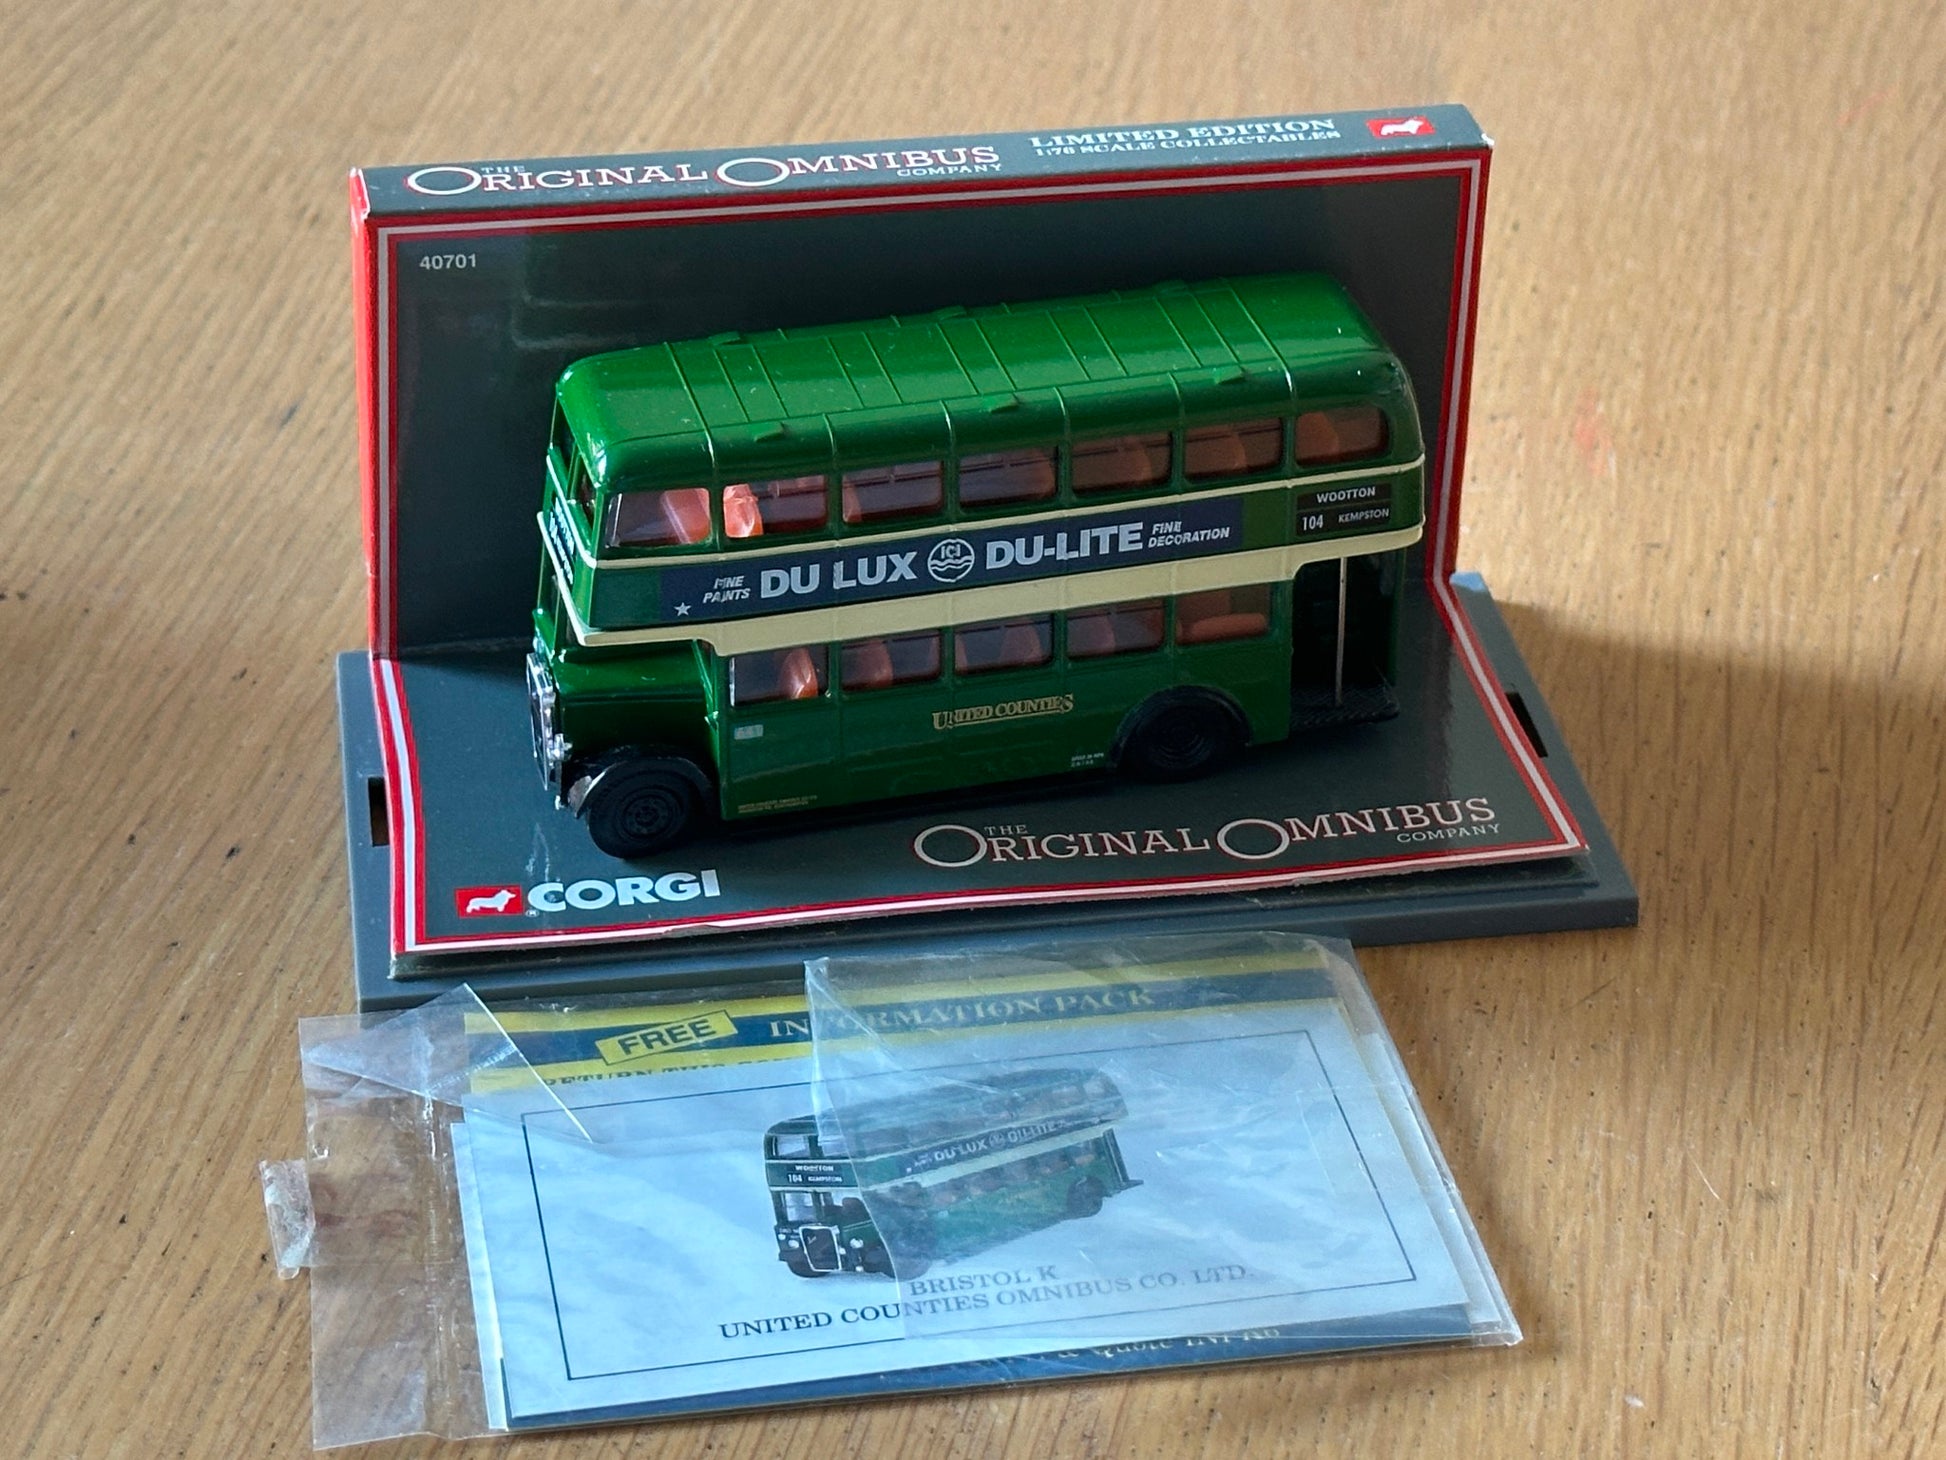 THE ORIGINAL OMNIBUS COMPANY
LIMITED EDITION
1:76 SCALE COLLECTABLES
40701
WOOTTON
104 KEMPSTON
FINE PAINTS
DU LUX
ICI
DU-LITE
FINE DECORATION
UNITED COUNTIES
THE ORIGINAL OMNIBUS COMPANY
CORGI
FREE INFORMATION PACK
RETURN THIS
DU LUX DU-LITE
WOOTTON
104 KEMPSTON
BRISTOL K
UNITED COUNTIES OMNIBUS CO. LTD.